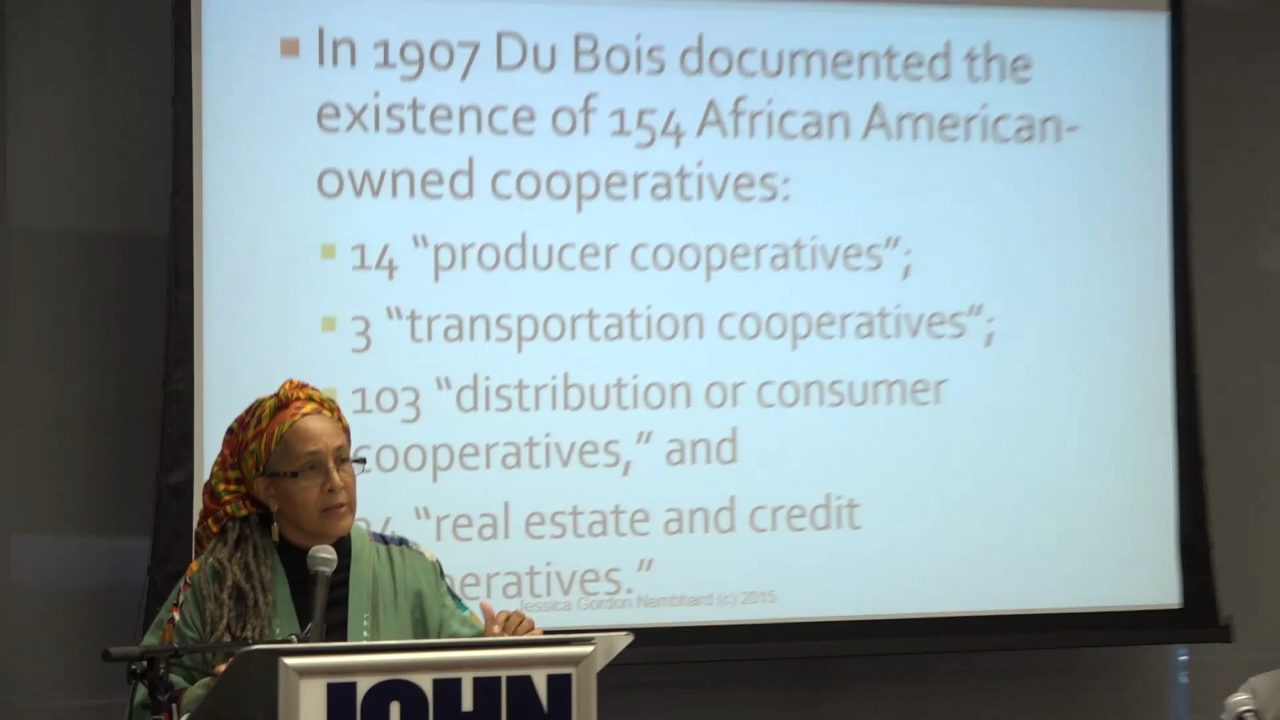 ▪ In 1907 Du Bois documented the
existence of 154 African American-
owned cooperatives:
▪ 14 “producer cooperatives”;
▪ 3 “transportation cooperatives”;
▪ 103 “distribution or consumer
cooperatives,” and
“real estate and credit
eratives.”
Jessica Gordon Nembhard (c) 2015
JOHN